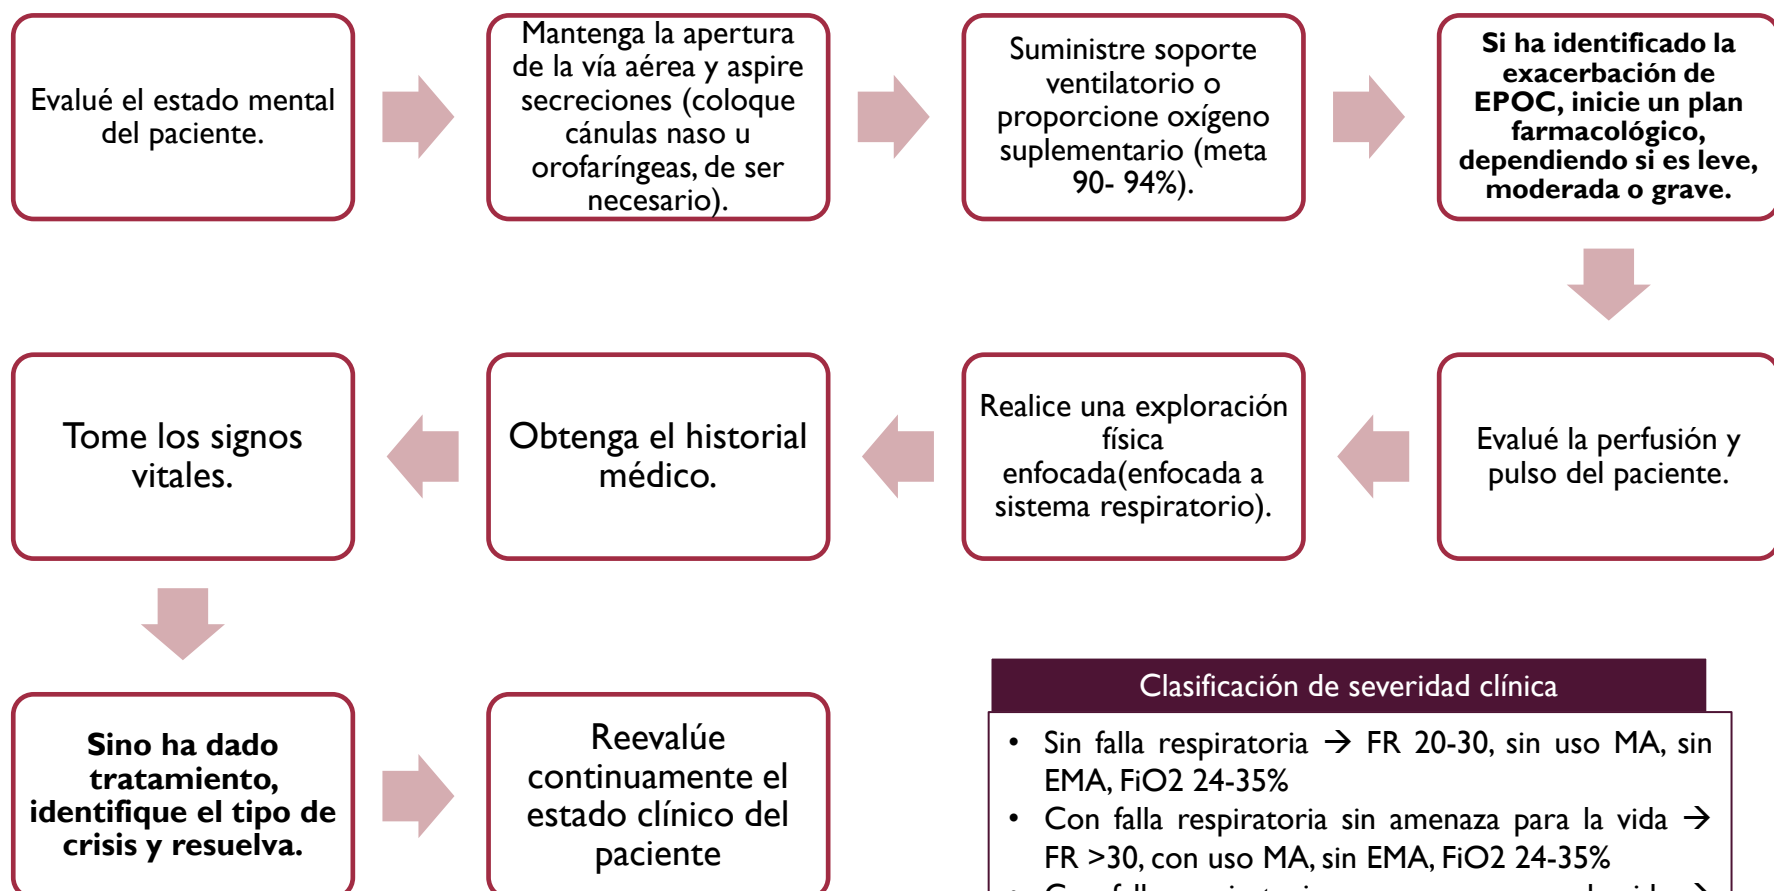 Evalué el estado mental
del paciente.
Mantenga la apertura
de la vía aérea y aspire
secreciones (coloque
cánulas naso u
orofaríngeas, de ser
necesario).
Suministre soporte
ventilatorio o
proporcione oxígeno
suplementario (meta
90- 94%).
Si ha identificado la
exacerbación de
EPOC, inicie un plan
farmacológico,
dependiendo si es leve,
moderada o grave.
Tome los signos
vitales.
Obtenga el historial
médico.
Realice una exploración
física
enfocada(enfocada a
sistema respiratorio).
Evalué la perfusión y
pulso del paciente.
Sino ha dado
tratamiento,
identifique el tipo de
crisis y resuelva.
Reevalúe
continuamente el
estado clínico del
paciente
Clasificación de severidad clínica
• Sin falla respiratoria → FR 20-30, sin uso MA, sin
EMA, FiO2 24-35%
• Con falla respiratoria sin amenaza para la vida →
FR >30, con uso MA, sin EMA, FiO2 24-35%